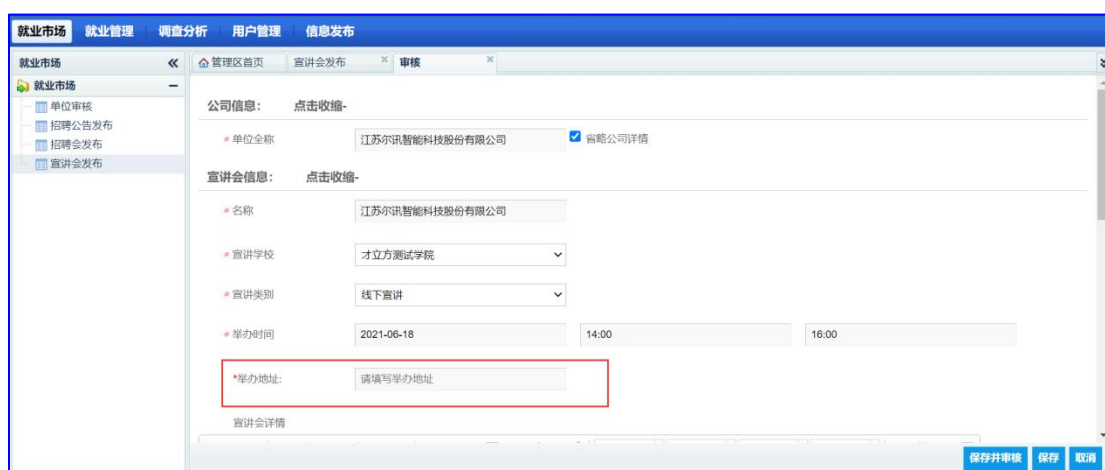 就业市场 就业管理 调查分析 用户管理 信息发布
就业市场 « 管理区首页 宣讲会发布 × 审核 ×
就业市场 −
单位审核
招聘公告发布
招聘会发布
宣讲会发布
公司信息: 点击收缩-
*单位全称 江苏尔讯智能科技股份有限公司 省略公司详情
宣讲会信息: 点击收缩-
*名称 江苏尔讯智能科技股份有限公司
*宣讲学校 才立方测试学院
*宣讲类别 线下宣讲
*举办时间 2021-06-18 14:00 16:00
*举办地址: 请填写举办地址
宣讲会详情
保存并审核 保存 取消